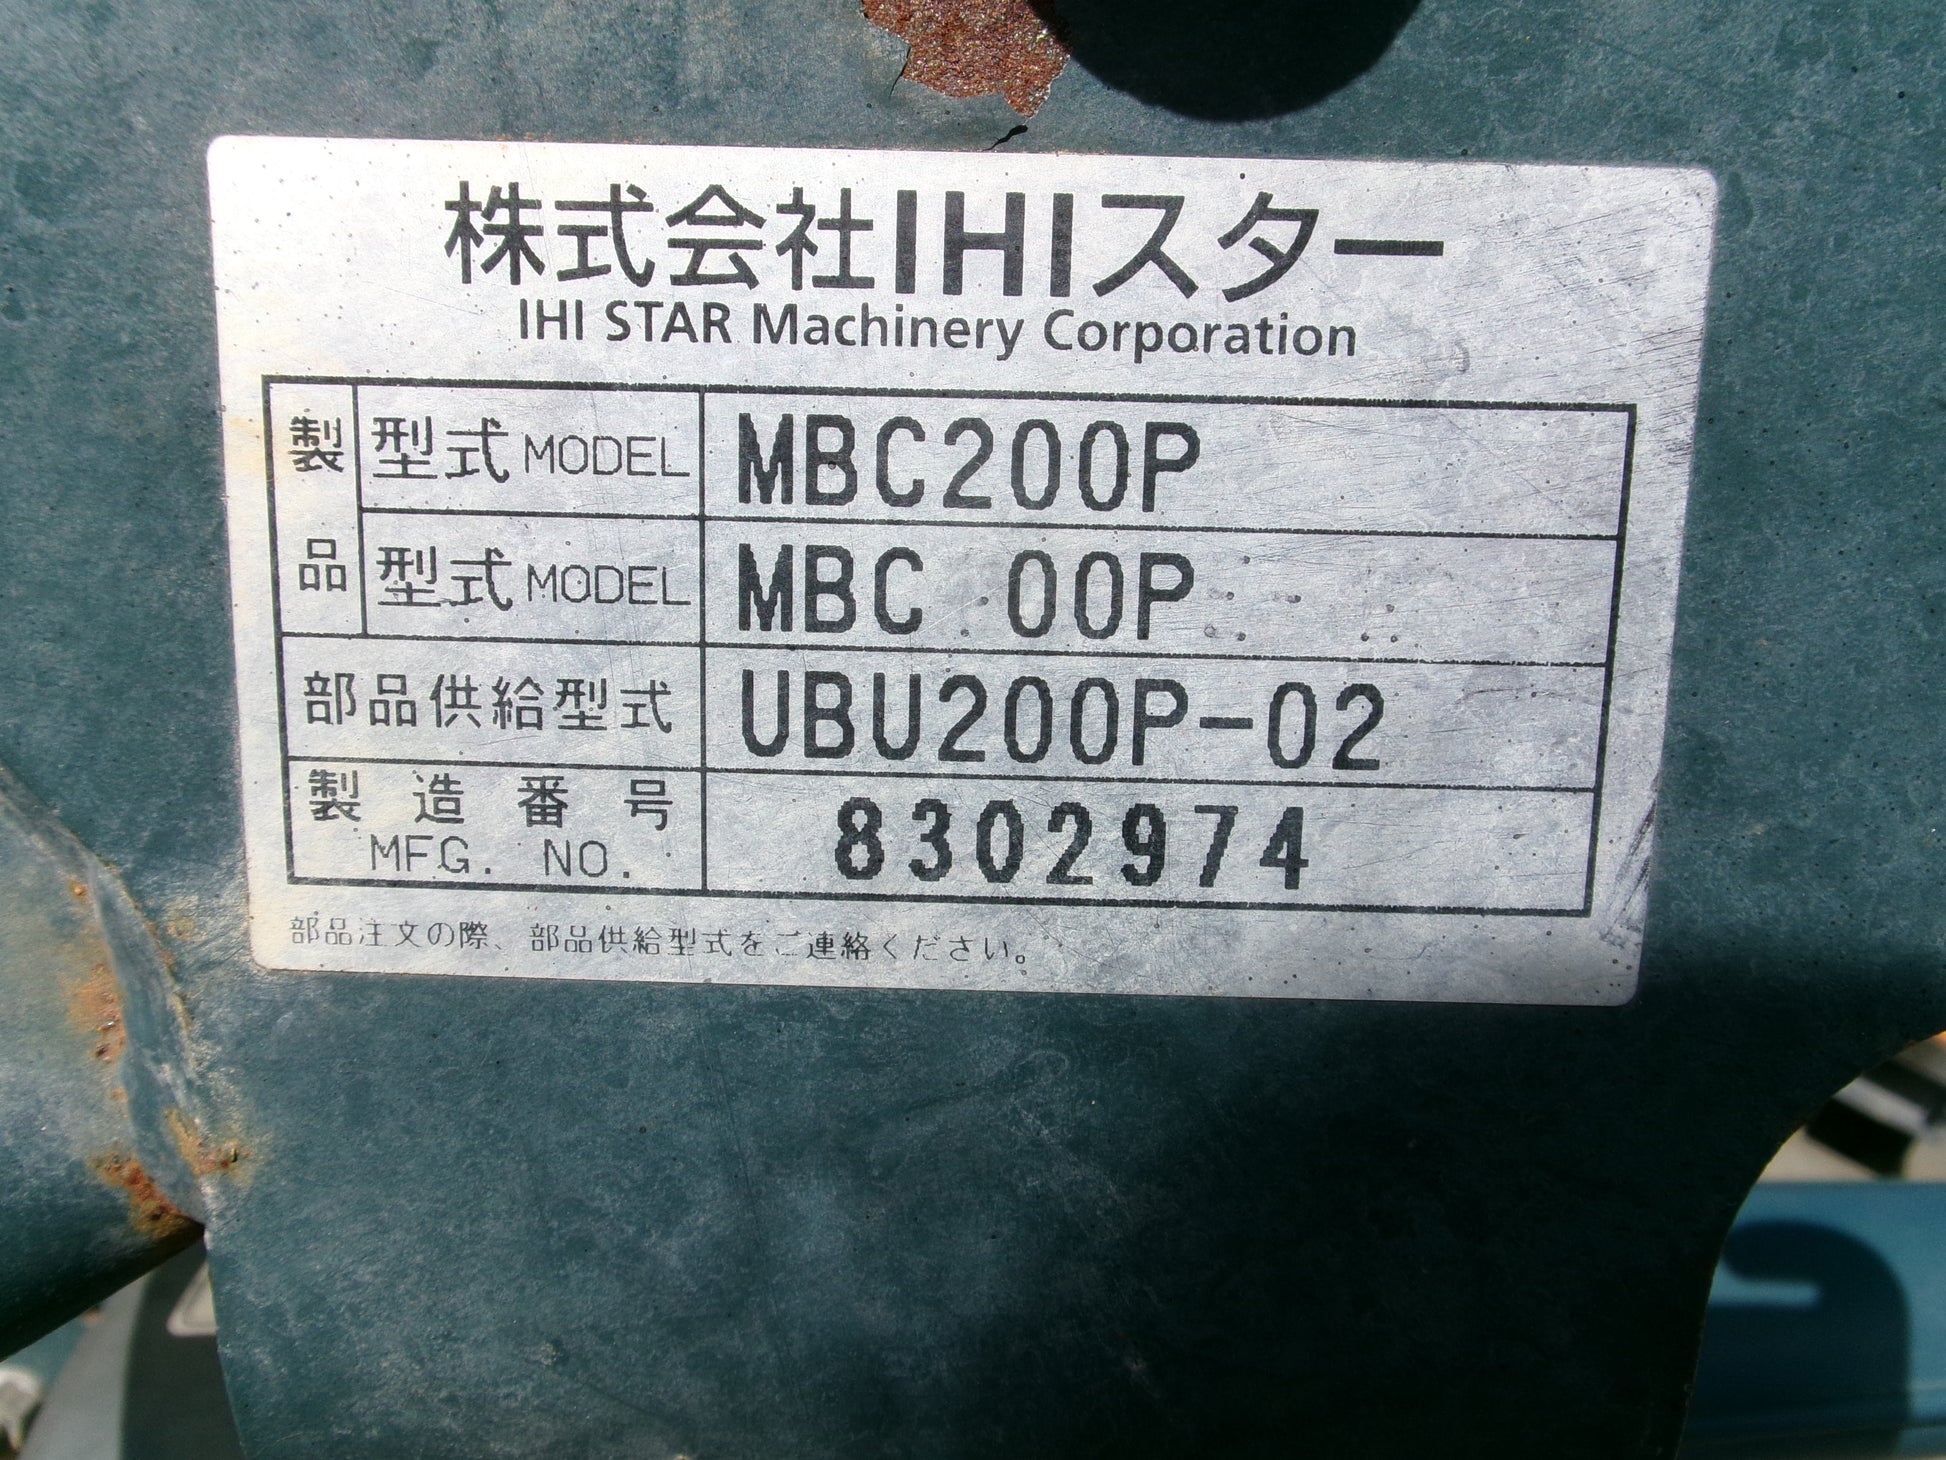 株式会社IHIスター
IHI STAR Machinery Corporation
製品
型式 MODEL MBC200P
型式 MODEL MBC 00P
部品供給型式 UBU200P-02
製造番号 MFG. NO. 8302974
部品注文の際、部品供給型式をご連絡ください。